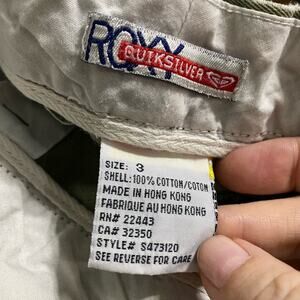 ROXY
QUIKSILVER
SIZE: 3
SHELL: 100% COTTON/COTON
MADE IN HONG KONG
FABRIQUE AU HONG KONG
RN# 22443
CA# 32350
STYLE# S473120
SEE REVERSE FOR CARE